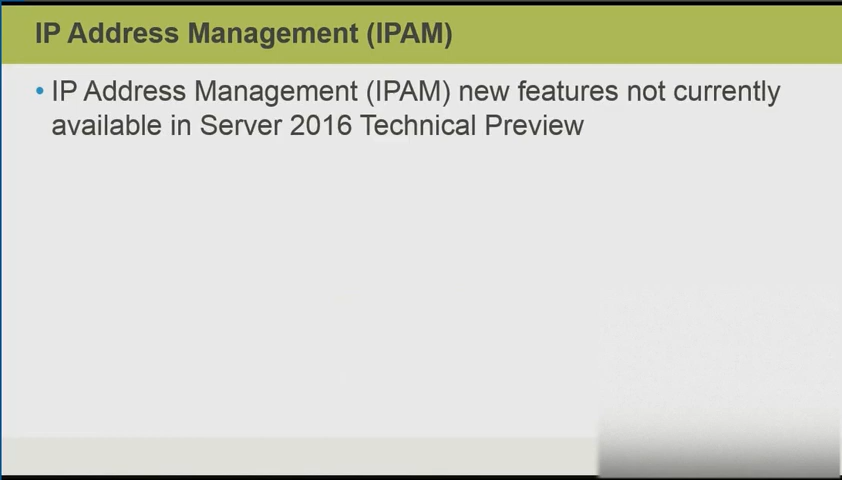 IP Address Management (IPAM)
• IP Address Management (IPAM) new features not currently
available in Server 2016 Technical Preview